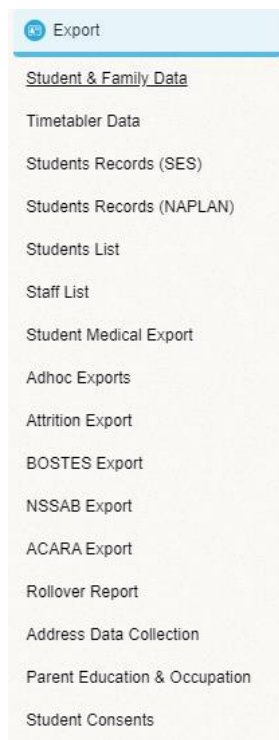 Export
Student & Family Data
Timetabler Data
Students Records (SES)
Students Records (NAPLAN)
Students List
Staff List
Student Medical Export
Adhoc Exports
Attrition Export
BOSTES Export
NSSAB Export
ACARA Export
Rollover Report
Address Data Collection
Parent Education & Occupation
Student Consents